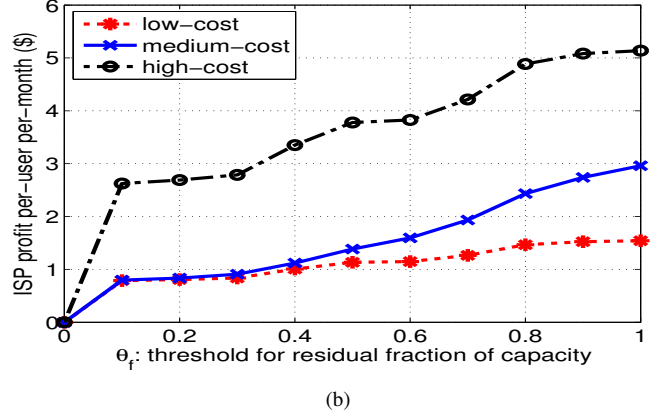 6
5
4
3
2
1
0
ISP profit per-user per-month ($)
low-cost
medium-cost
high-cost
0 0.2 0.4 0.6 0.8 1
θf: threshold for residual fraction of capacity
(b)